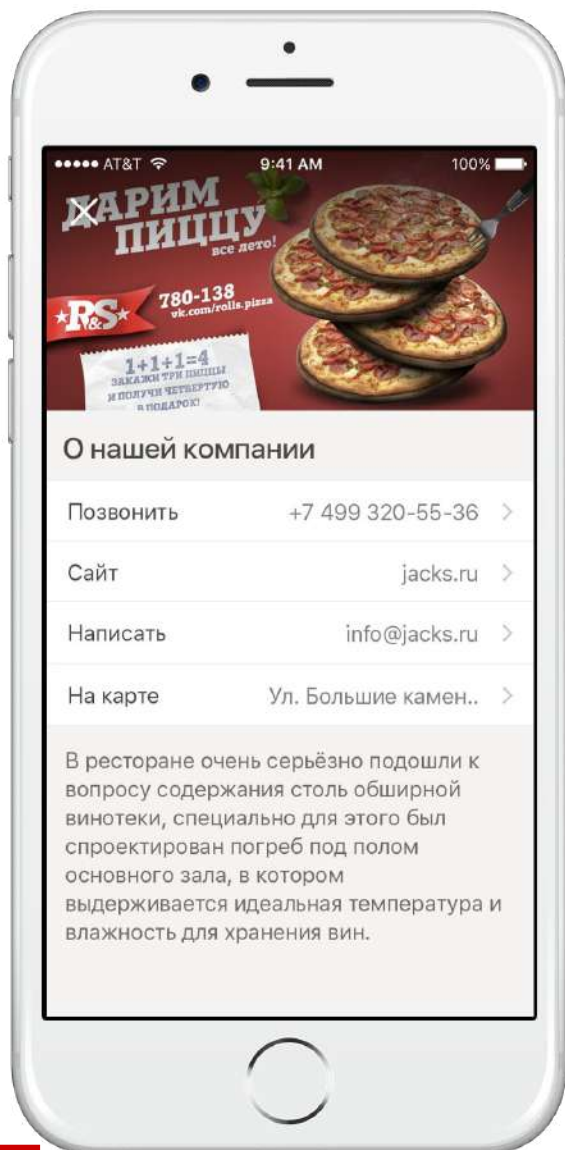 AT&T 9:41 AM 100%
ДАРИМ
ПИЦЦУ
все лето!
R&S
780-138
vk.com/rolls.pizza
1+1+1=4
ЗАКАЖИ ТРИ ПИЦЦЫ
И ПОЛУЧИ ЧЕТВЕРТУЮ
В ПОДАРОК!
О нашей компании
Позвонить +7 499 320-55-36
Сайт jacks.ru
Написать info@jacks.ru
На карте Ул. Большие камен..
В ресторане очень серьёзно подошли к
вопросу содержания столь обширной
винотеки, специально для этого был
спроектирован погреб под полом
основного зала, в котором
выдерживается идеальная температура и
влажность для хранения вин.